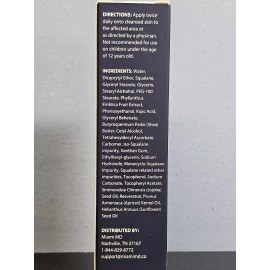 DIRECTIONS: Apply twice
daily onto cleansed skin to
the affected area or
as directed by a physician.
Not recommended for use
on children under the age
of 12 years old.
INGREDIENTS: Water,
Dicaprylyl Ether, Squalane,
Glyceryl Stearate, Glycerin,
Stearyl Alcohol, PEG-100
Stearate, Phyllanthus
Emblica Fruit Extract,
Phenoxyethanol, Kojic Acid,
Glyceryl Behenate,
Butyrospermum Parkii (Shea)
Butter, Cetyl Alcohol,
Tetrahexyldecyl Ascorbate,
Carbomer, Iso-Squalane
impurity, Xanthan Gum,
Ethylhexylglycerin, Sodium
Hydroxide, Monocyclic Squalane
Impurity, Squalane related other
impurities, Tocopherol, Sodium
Carbonate, Tocopheryl Acetate,
Simmondsia Chinensis (Jojoba)
Seed Oil, Resveratrol, Prunus
Armeniaca (Apricot) Kernel Oil,
Helianthus Annuus (Sunflower)
Seed Oil
DISTRIBUTED BY:
Miami MD
Nashville, TN 37167
1-844-829-8772
support@miamimd.co